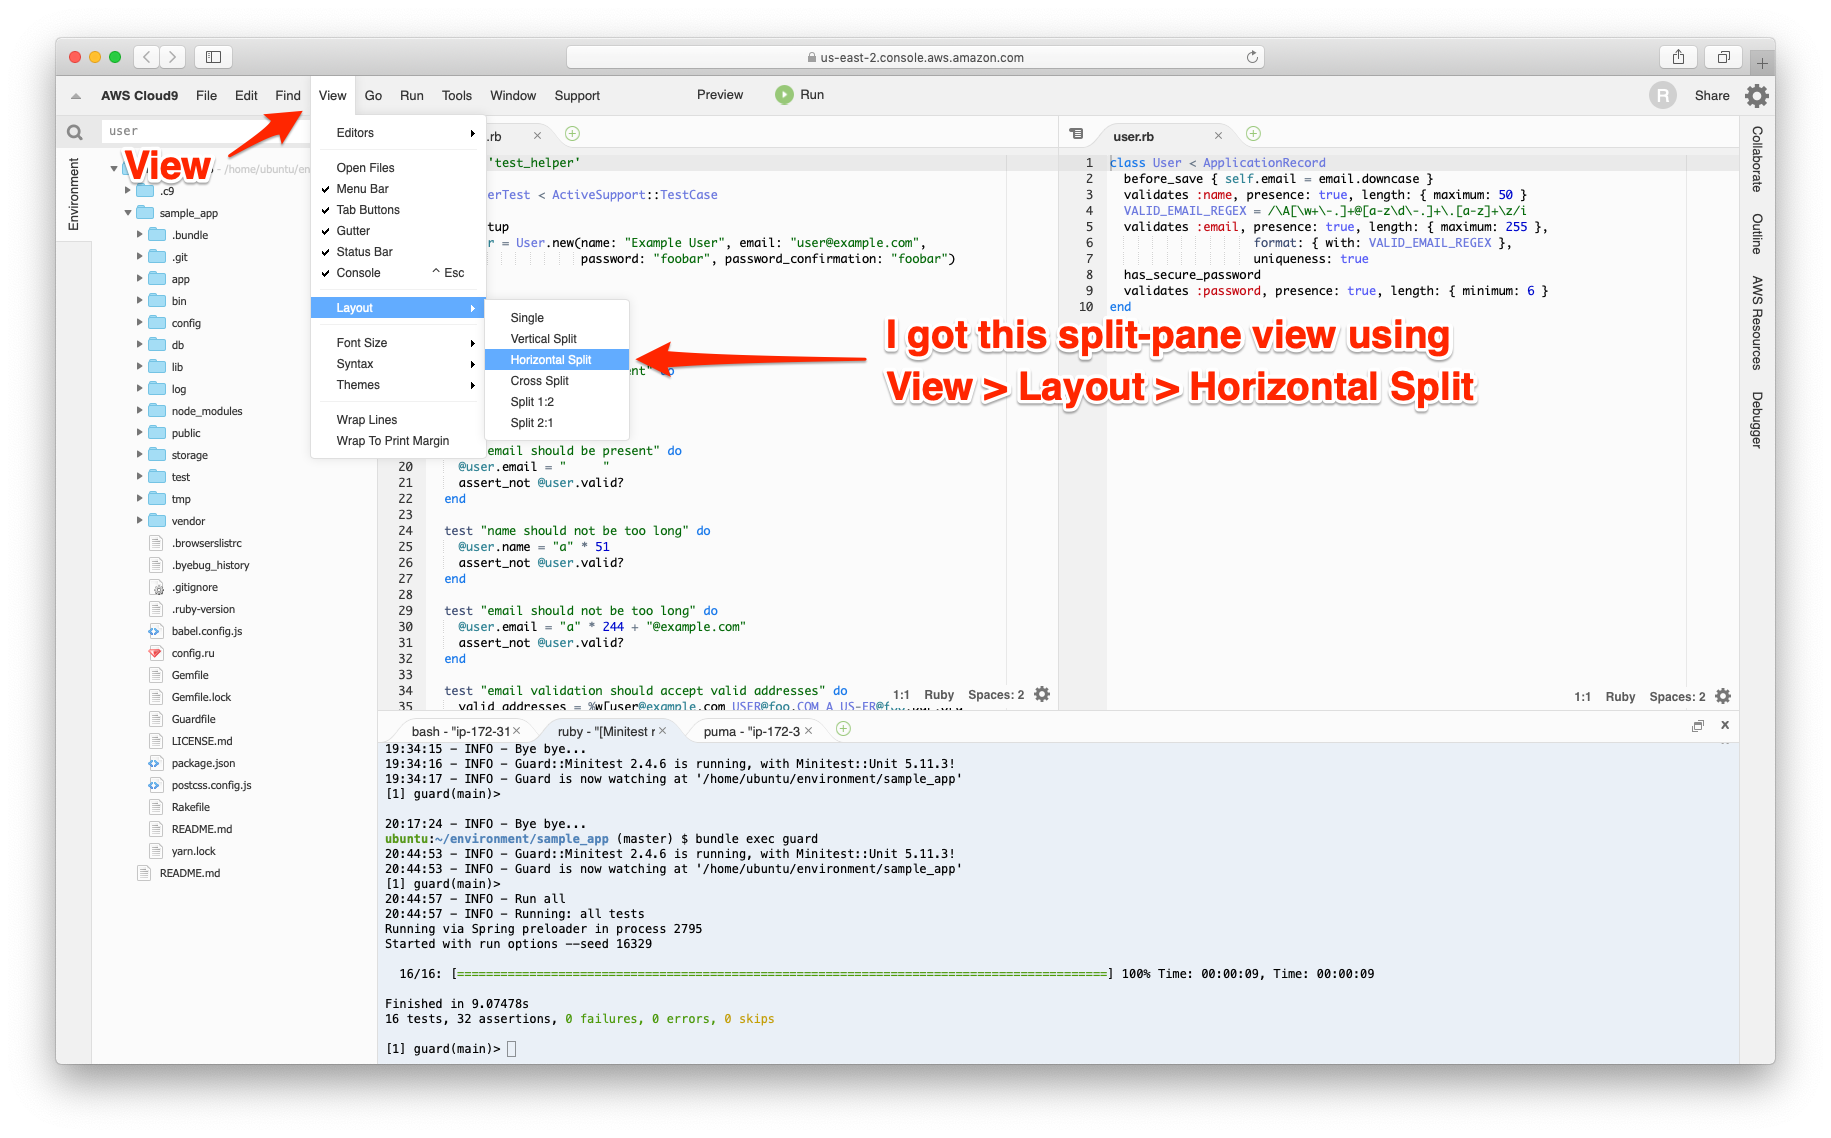 us-east-2.console.aws.amazon.com
AWS Cloud9 File Edit Find View Go Run Tools Window Support Preview Run R Share
user
View
Environment
- /home/ubuntu/en
.c9
sample_app
.bundle
.git
app
bin
config
db
lib
log
node_modules
public
storage
test
tmp
vendor
.browserslistrc
.byebug_history
.gitignore
.ruby-version
babel.config.js
config.ru
Gemfile
Gemfile.lock
Guardfile
LICENSE.md
package.json
postcss.config.js
Rakefile
README.md
yarn.lock
README.md
Editors
Open Files
Menu Bar
Tab Buttons
Gutter
Status Bar
Console ^ Esc
Layout
Font Size
Syntax
Themes
Wrap Lines
Wrap To Print Margin
Single
Vertical Split
Horizontal Split
Cross Split
Split 1:2
Split 2:1
.rb
'test_helper'
erTest < ActiveSupport::TestCase
tup
r = User.new(name: "Example User", email: "user@example.com",
password: "foobar", password_confirmation: "foobar")
ent" do
email should be present" do
20 @user.email = "     "
21 assert_not @user.valid?
22 end
23
24 test "name should not be too long" do
25 @user.name = "a" * 51
26 assert_not @user.valid?
27 end
28
29 test "email should not be too long" do
30 @user.email = "a" * 244 + "@example.com"
31 assert_not @user.valid?
32 end
33
34 test "email validation should accept valid addresses" do
35 valid_addresses = %w[user@example.com USER@foo.COM A_US-ER@foo.bar.org
1:1 Ruby Spaces: 2
user.rb
1 class User < ApplicationRecord
2 before_save { self.email = email.downcase }
3 validates :name, presence: true, length: { maximum: 50 }
4 VALID_EMAIL_REGEX = /\A[\w+\-.]+@[a-z\d\-.]+\.[a-z]+\z/i
5 validates :email, presence: true, length: { maximum: 255 },
6 format: { with: VALID_EMAIL_REGEX },
7 uniqueness: true
8 has_secure_password
9 validates :password, presence: true, length: { minimum: 6 }
10 end
I got this split-pane view using
View > Layout > Horizontal Split
1:1 Ruby Spaces: 2
Collaborate
Outline
AWS Resources
Debugger
bash - "ip-172-31 ruby - "[Minitest r puma - "ip-172-3
19:34:15 - INFO - Bye bye...
19:34:16 - INFO - Guard::Minitest 2.4.6 is running, with Minitest::Unit 5.11.3!
19:34:17 - INFO - Guard is now watching at '/home/ubuntu/environment/sample_app'
[1] guard(main)>
20:17:24 - INFO - Bye bye...
ubuntu:~/environment/sample_app (master) $ bundle exec guard
20:44:53 - INFO - Guard::Minitest 2.4.6 is running, with Minitest::Unit 5.11.3!
20:44:53 - INFO - Guard is now watching at '/home/ubuntu/environment/sample_app'
[1] guard(main)>
20:44:57 - INFO - Run all
20:44:57 - INFO - Running: all tests
Running via Spring preloader in process 2795
Started with run options --seed 16329
16/16: [==========================================================================================] 100% Time: 00:00:09, Time: 00:00:09
Finished in 9.07478s
16 tests, 32 assertions, 0 failures, 0 errors, 0 skips
[1] guard(main)>